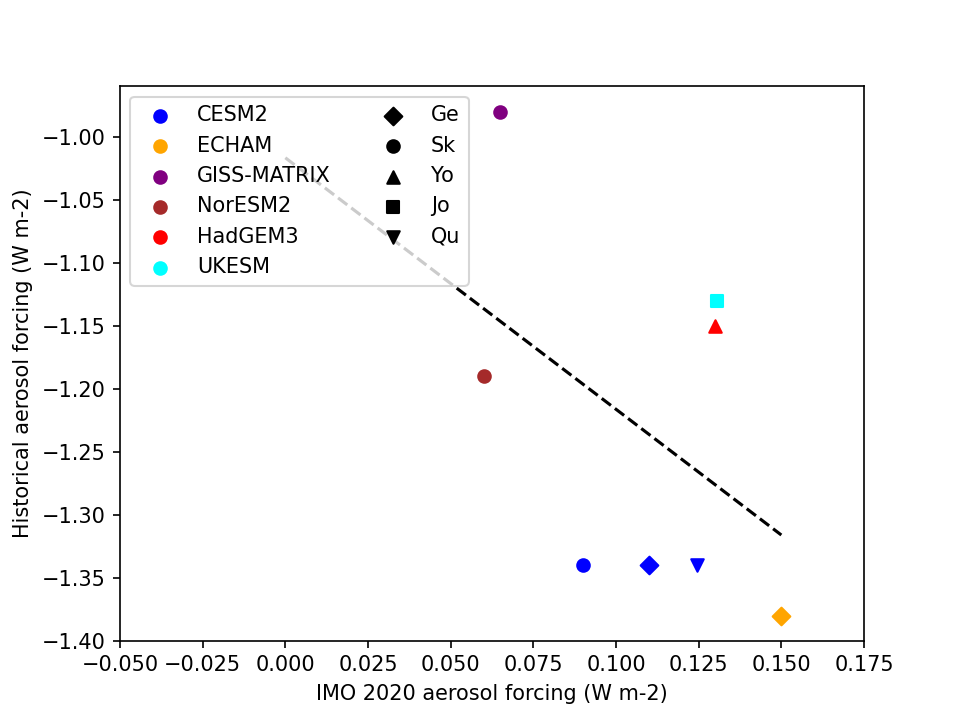 CESM2
ECHAM
GISS-MATRIX
NorESM2
HadGEM3
UKESM
Ge
Sk
Yo
Jo
Qu
Historical aerosol forcing (W m-2)
−1.00
−1.05
−1.10
−1.15
−1.20
−1.25
−1.30
−1.35
−1.40
−0.050 −0.025 0.000 0.025 0.050 0.075 0.100 0.125 0.150 0.175
IMO 2020 aerosol forcing (W m-2)